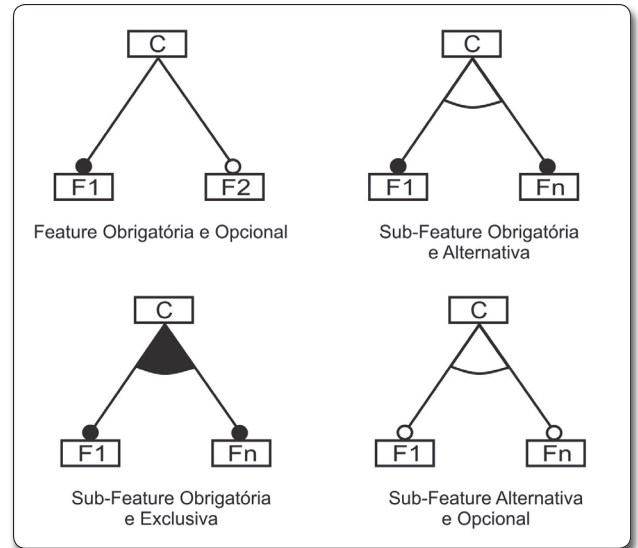 C
F1
F2
Feature Obrigatória e Opcional
C
F1
Fn
Sub-Feature Obrigatória
e Alternativa
C
F1
Fn
Sub-Feature Obrigatória
e Exclusiva
C
F1
Fn
Sub-Feature Alternativa
e Opcional